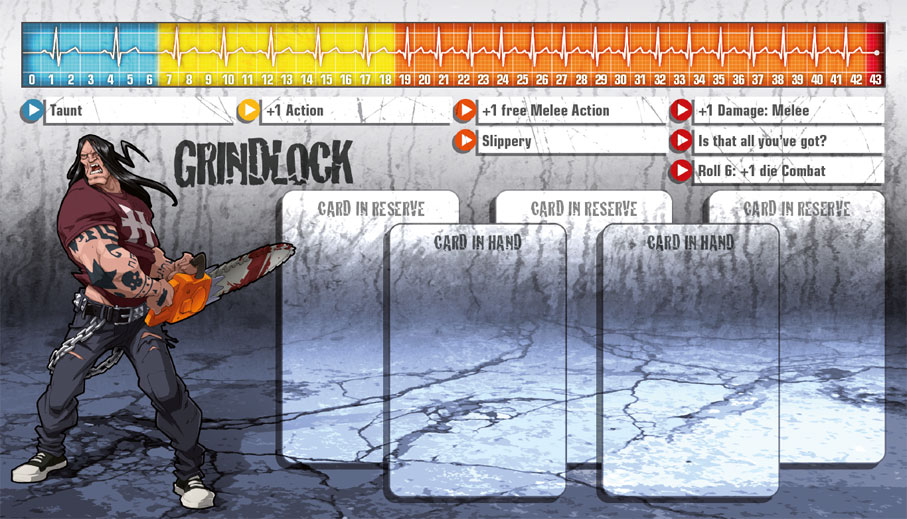 0 1 2 3 4 5 6 7 8 9 10 11 12 13 14 15 16 17 18 19 20 21 22 23 24 25 26 27 28 29 30 31 32 33 34 35 36 37 38 39 40 41 42 43
Taunt +1 Action +1 free Melee Action +1 Damage: Melee
Slippery Is that all you've got?
GRINDLOCK Roll 6: +1 die Combat
CARD IN RESERVE CARD IN RESERVE CARD IN RESERVE
CARD IN HAND CARD IN HAND